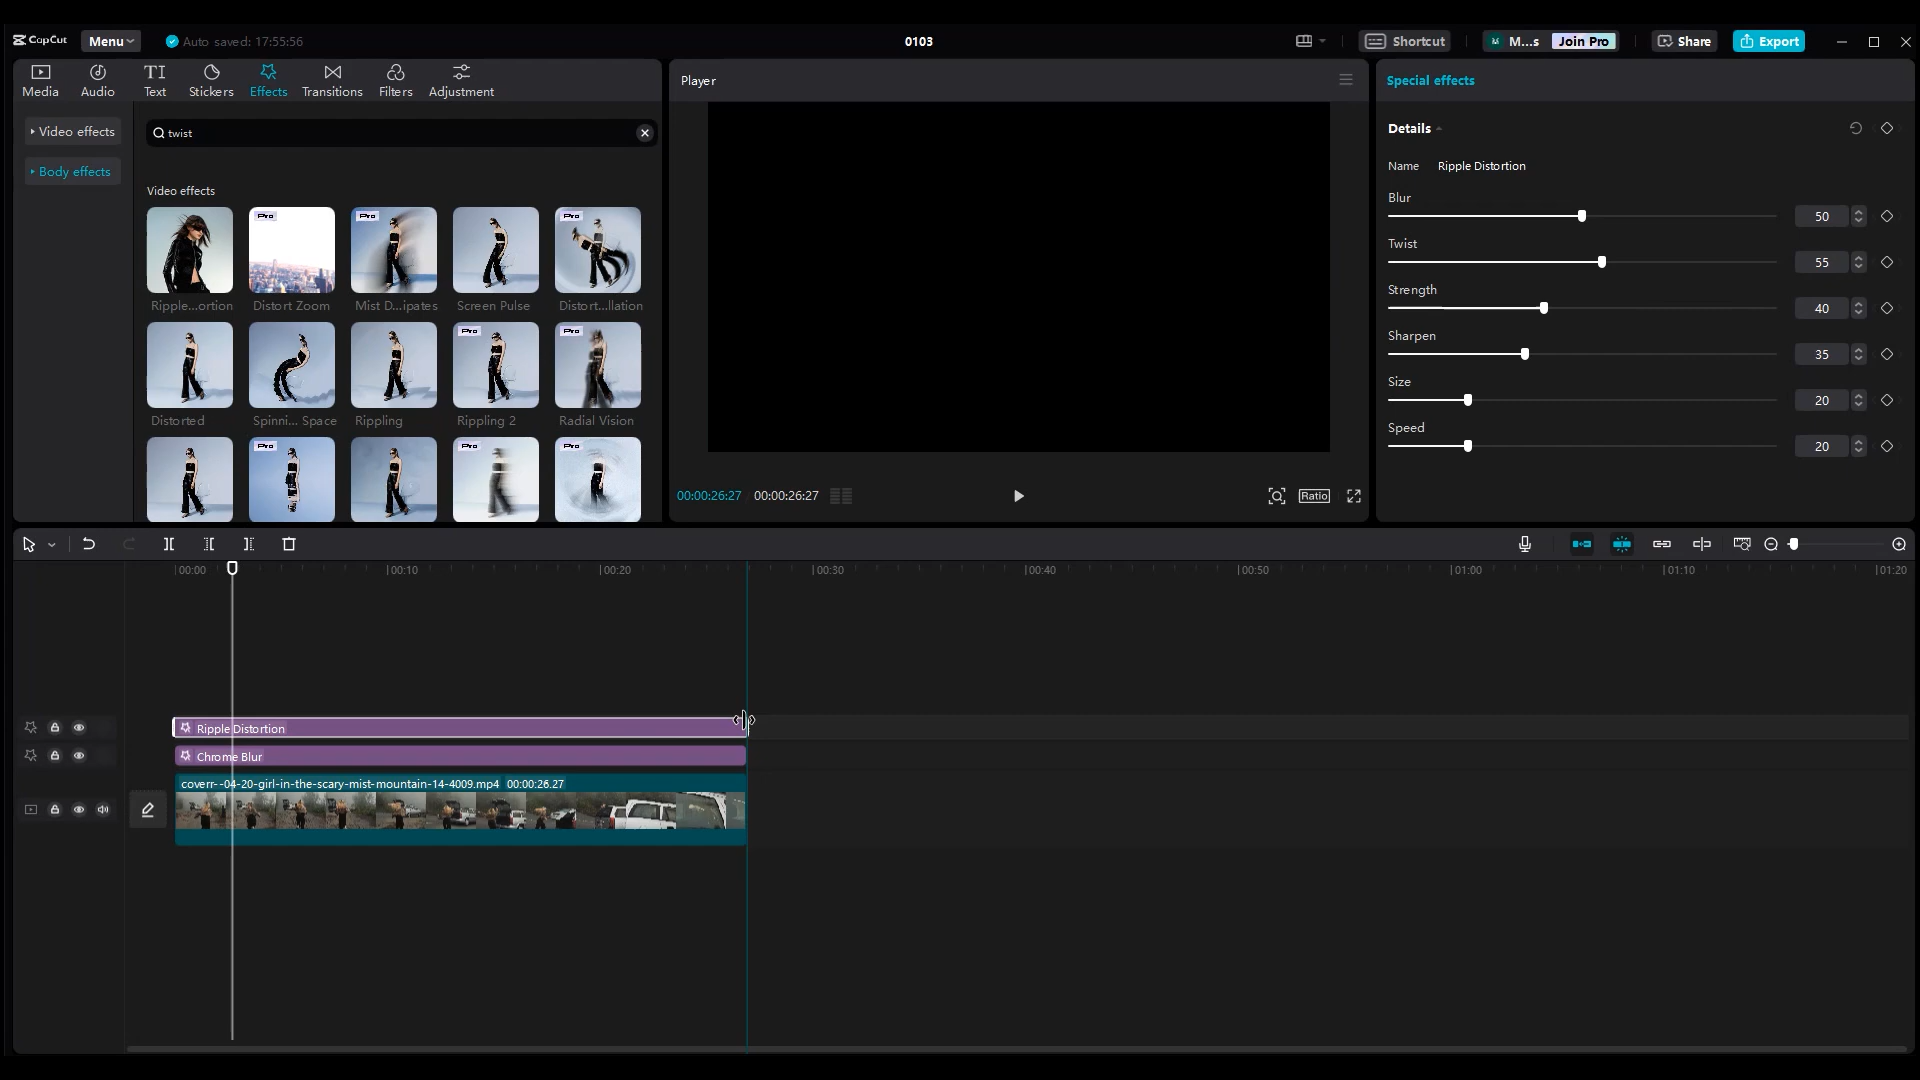 CapCut Menu Auto saved: 17:55:56 0103 Shortcut M...s Join Pro Share Export
Media Audio Text Stickers Effects Transitions Filters Adjustment
Video effects
Body effects
twist
Video effects
Pro Pro Pro
Ripple...ortion Distort Zoom Mist D...ipates Screen Pulse Distort...llation
Pro Pro
Distorted Spinni... Space Rippling Rippling 2 Radial Vision
Pro Pro Pro
Player
00:00:26:27 00:00:26:27 Ratio
Special effects
Details
Name Ripple Distortion
Blur
50
Twist
55
Strength
40
Sharpen
35
Size
20
Speed
20
00:00 00:10 00:20 00:30 00:40 00:50 01:00 01:10 01:20
Ripple Distortion
Chrome Blur
coverr--04-20-girl-in-the-scary-mist-mountain-14-4009.mp4 00:00:26.27